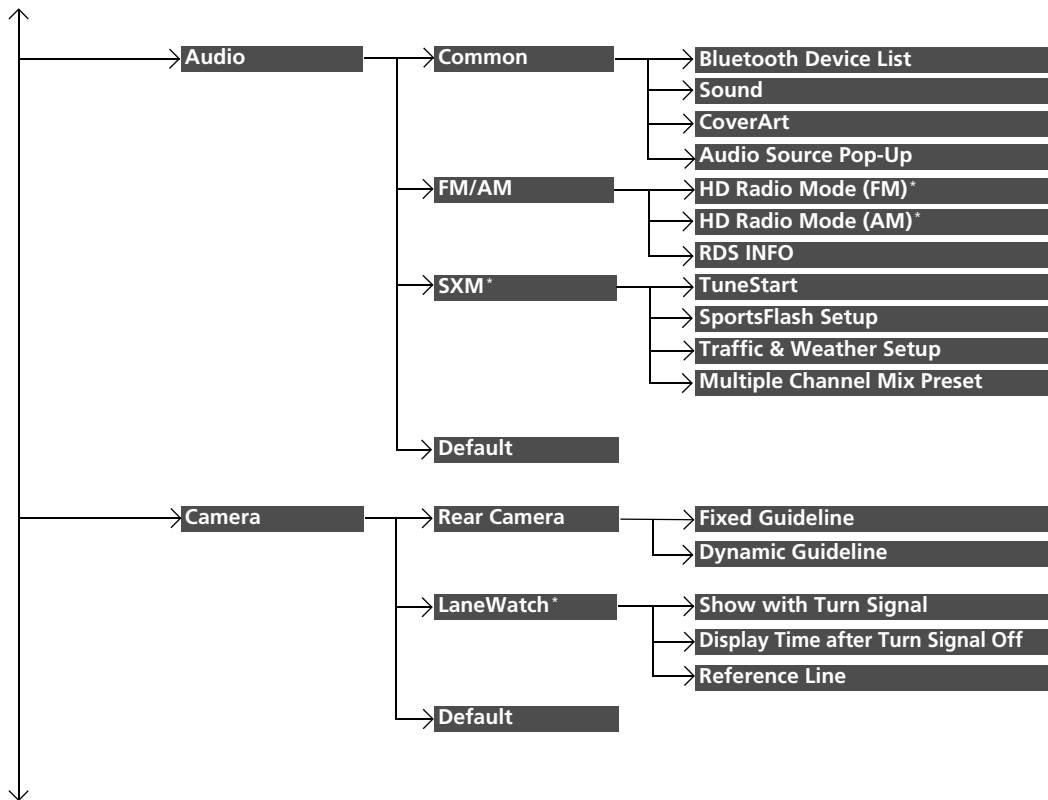 Audio
Common
Bluetooth Device List
Sound
CoverArt
Audio Source Pop-Up
FM/AM
HD Radio Mode (FM)*
HD Radio Mode (AM)*
RDS INFO
SXM*
TuneStart
SportsFlash Setup
Traffic & Weather Setup
Multiple Channel Mix Preset
Default
Camera
Rear Camera
Fixed Guideline
Dynamic Guideline
LaneWatch*
Show with Turn Signal
Display Time after Turn Signal Off
Reference Line
Default